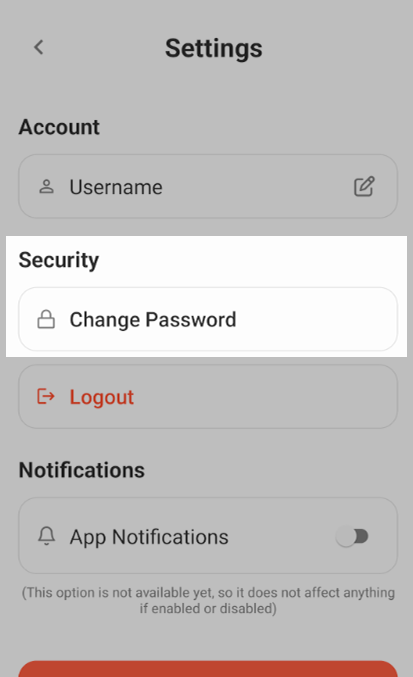 Settings
Account
Username
Security
Change Password
Logout
Notifications
App Notifications
(This option is not available yet, so it does not affect anything
if enabled or disabled)